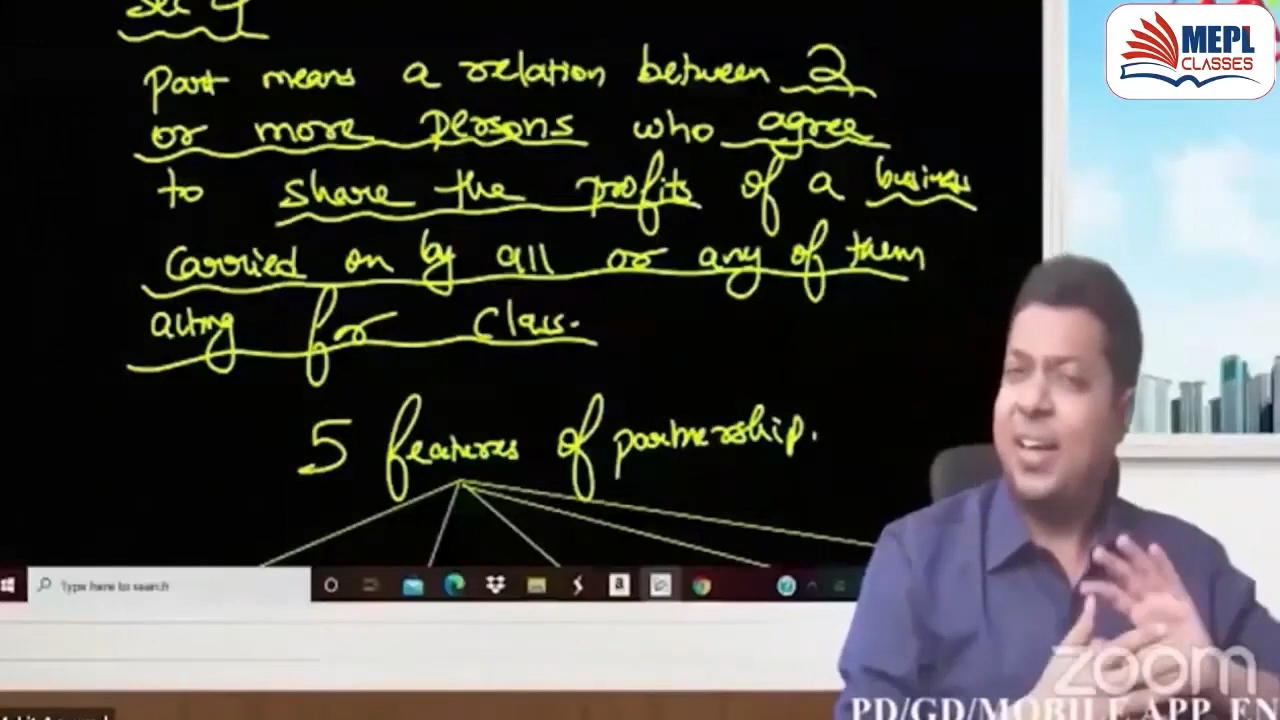 Sec 4
Part means a relation between 2
or more persons who agree
to share the profits of a business
carried on by all or any of them
acting for Class.
5 features of partnership.
MEPL
CLASSES
Type here to search
zoom
PD/GD/MOBILE APP EN